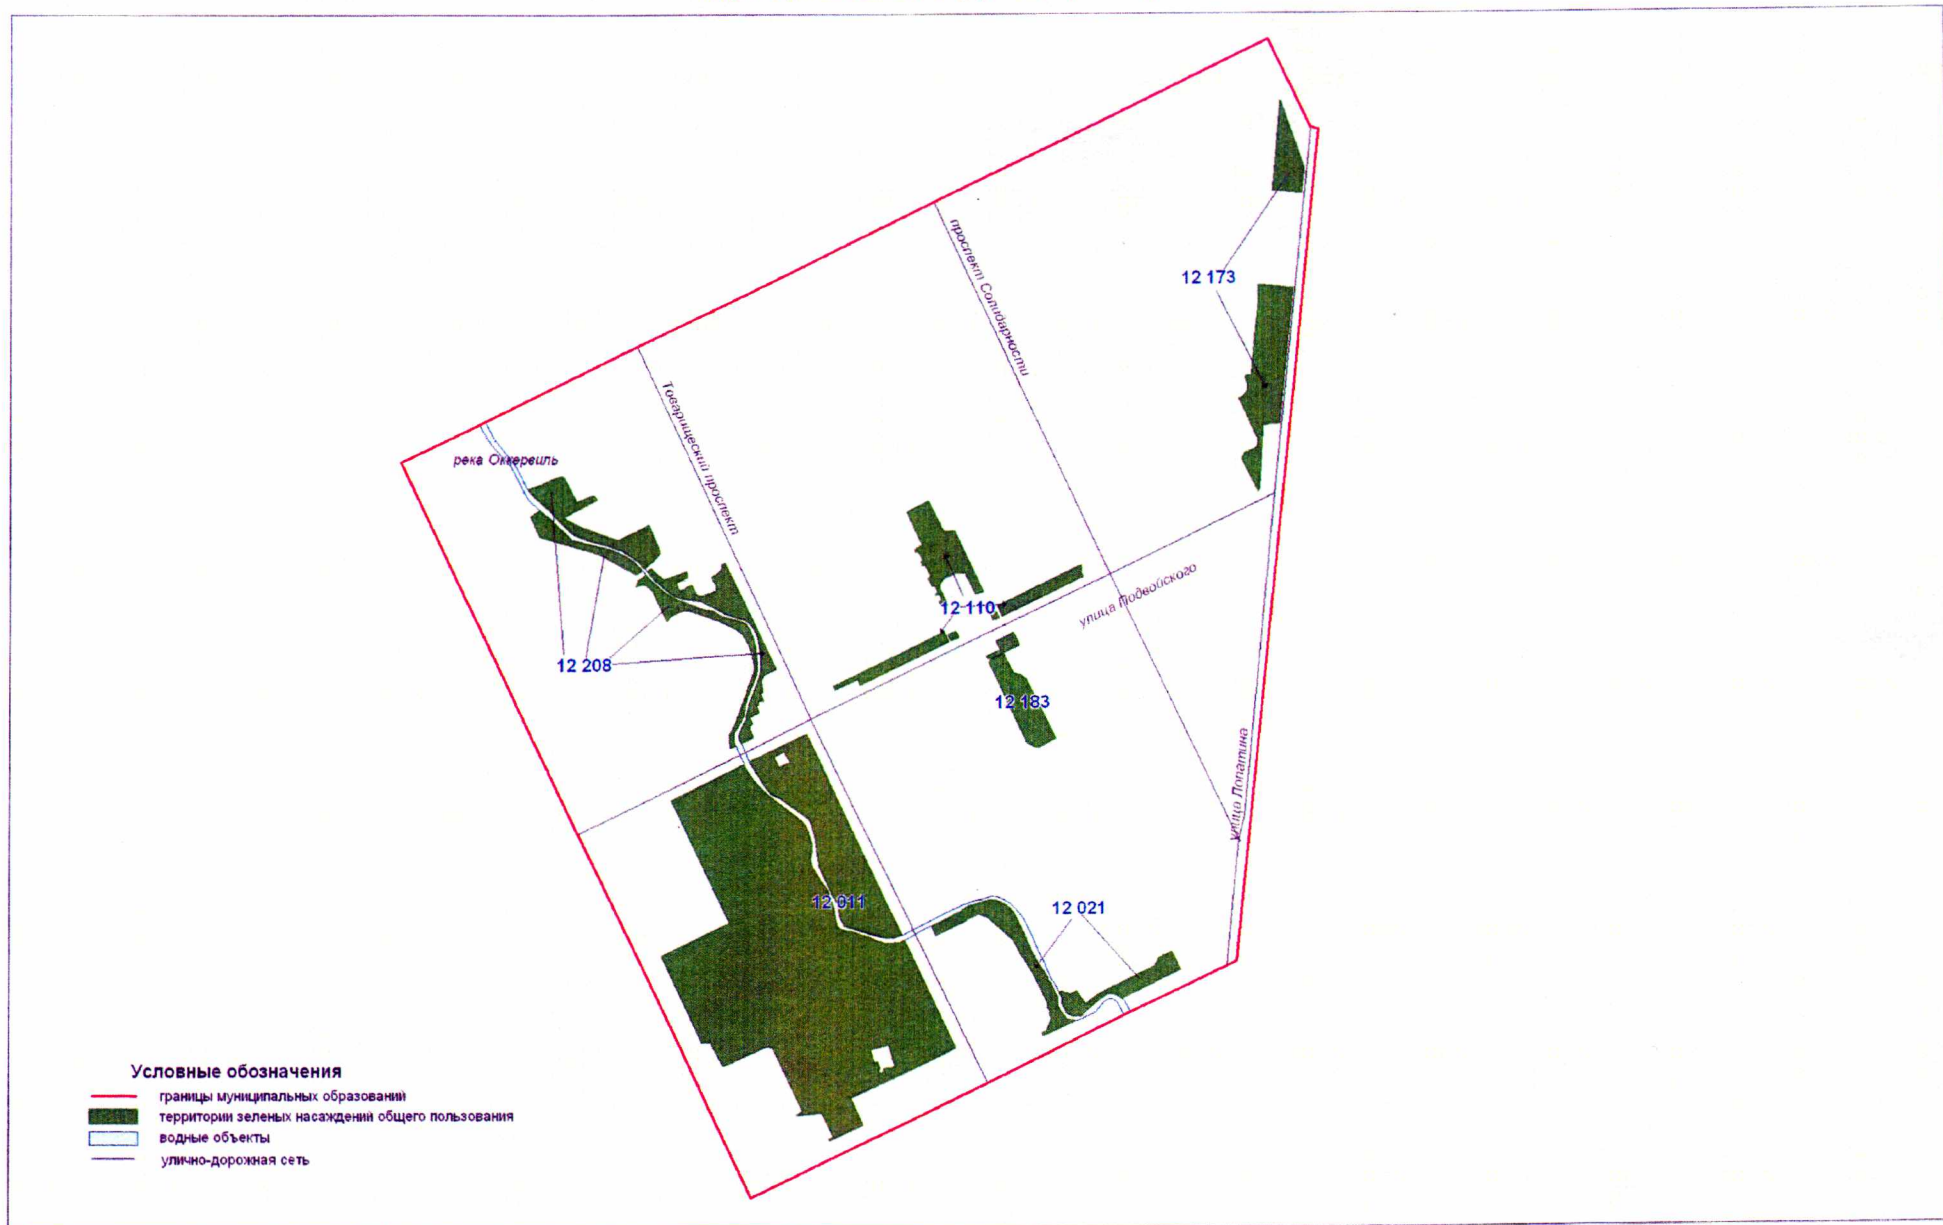 проспект Солидарности
12 173
Товарищеский проспект
река Оккервиль
12 110
улица Подвойского
12 208
12 183
улица Лопатина
12 011
12 021
Условные обозначения
границы муниципальных образований
территории зеленых насаждений общего пользования
водные объекты
улично-дорожная сеть